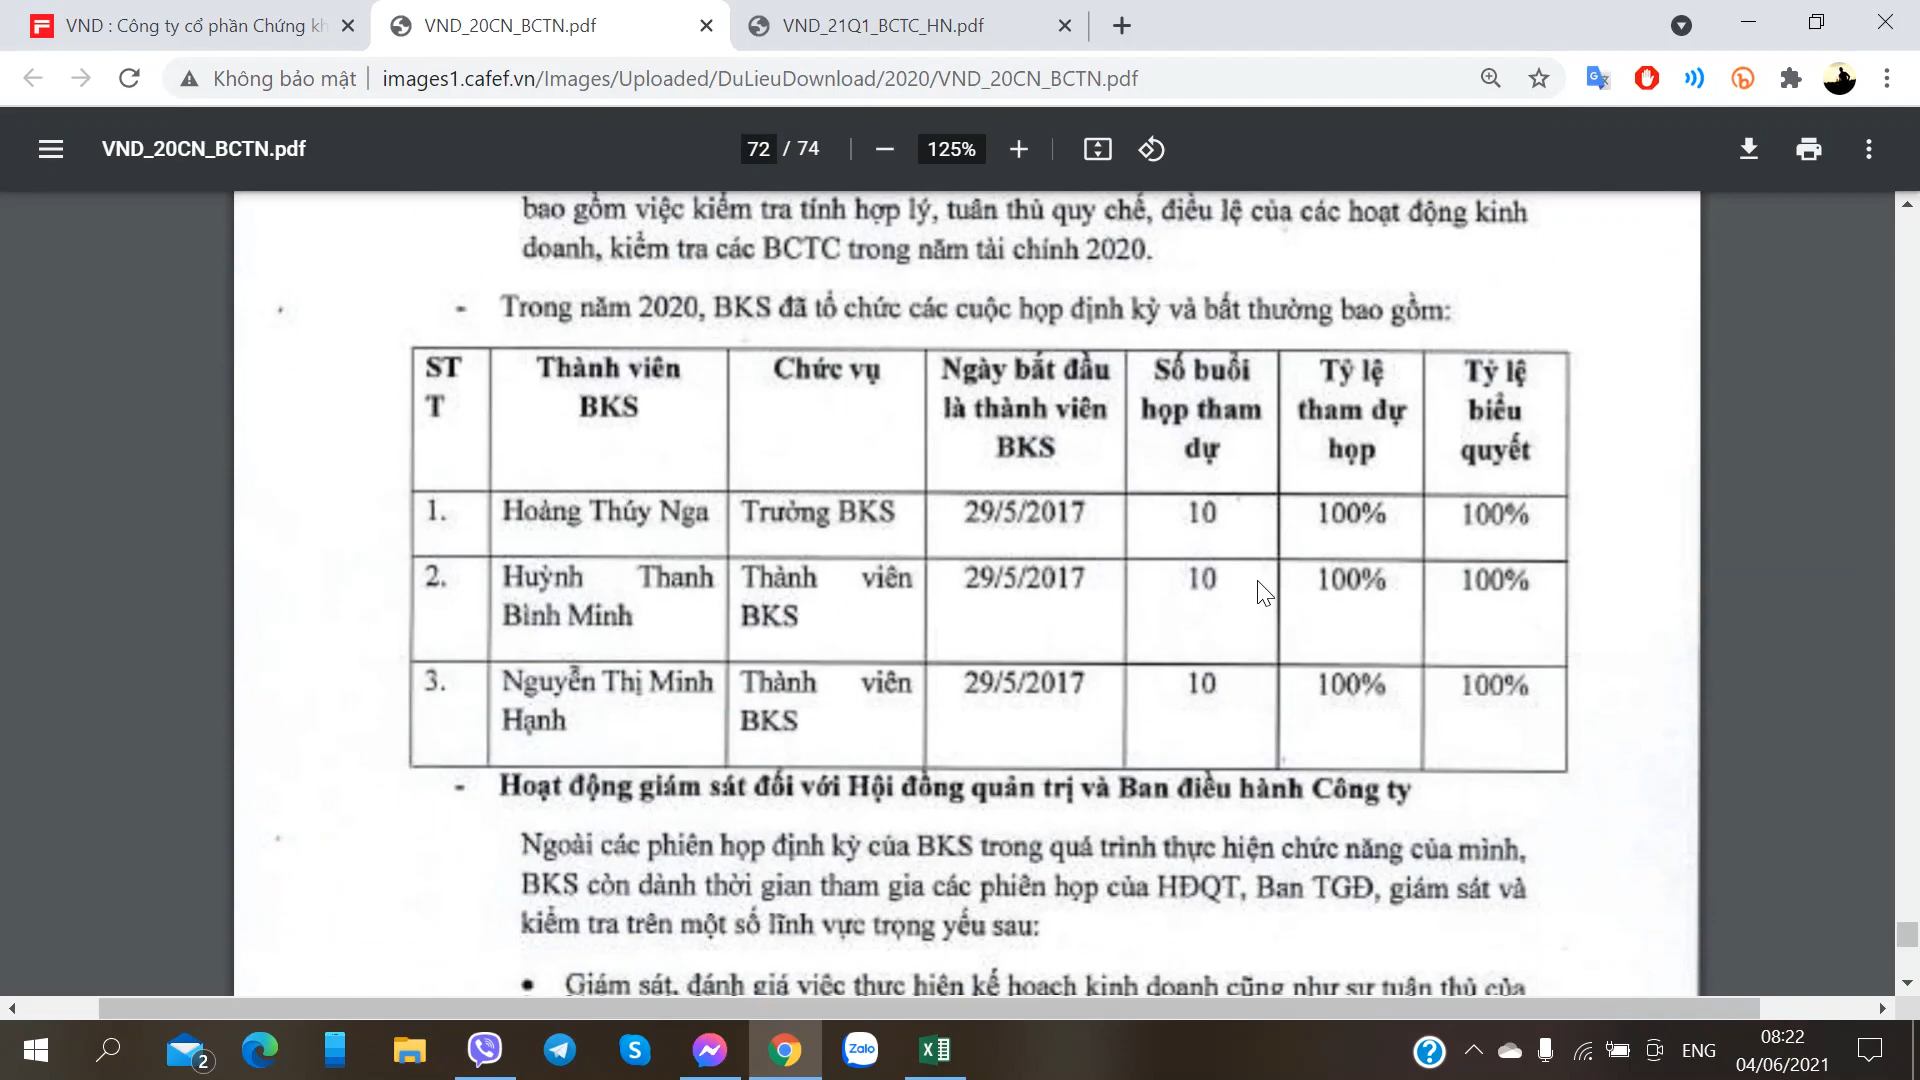 VND : Công ty cổ phần Chứng kh
VND_20CN_BCTN.pdf
VND_21Q1_BCTC_HN.pdf
Không bảo mật
images1.cafef.vn/Images/Uploaded/DuLieuDownload/2020/VND_20CN_BCTN.pdf
VND_20CN_BCTN.pdf
72 / 74
125%
bao gồm việc kiểm tra tính hợp lý, tuân thủ quy chế, điều lệ của các hoạt động kinh
doanh, kiểm tra các BCTC trong năm tài chính 2020.
- Trong năm 2020, BKS đã tổ chức các cuộc họp định kỳ và bất thường bao gồm:
ST Thành viên Chức vụ Ngày bắt đầu Số buổi Tỷ lệ Tỷ lệ
T BKS là thành viên họp tham tham dự biểu
BKS dự họp quyết
1. Hoàng Thúy Nga Trưởng BKS 29/5/2017 10 100% 100%
2. Huỳnh Thanh Thành viên 29/5/2017 10 100% 100%
Bình Minh BKS
3. Nguyễn Thị Minh Thành viên 29/5/2017 10 100% 100%
Hạnh BKS
- Hoạt động giám sát đối với Hội đồng quản trị và Ban điều hành Công ty
Ngoài các phiên họp định kỳ của BKS trong quá trình thực hiện chức năng của mình,
BKS còn dành thời gian tham gia các phiên họp của HĐQT, Ban TGĐ, giám sát và
kiểm tra trên một số lĩnh vực trọng yếu sau:
• Giám sát, đánh giá việc thực hiện kế hoạch kinh doanh cũng như sự tuân thủ của
2
Zalo
ENG
08:22
04/06/2021